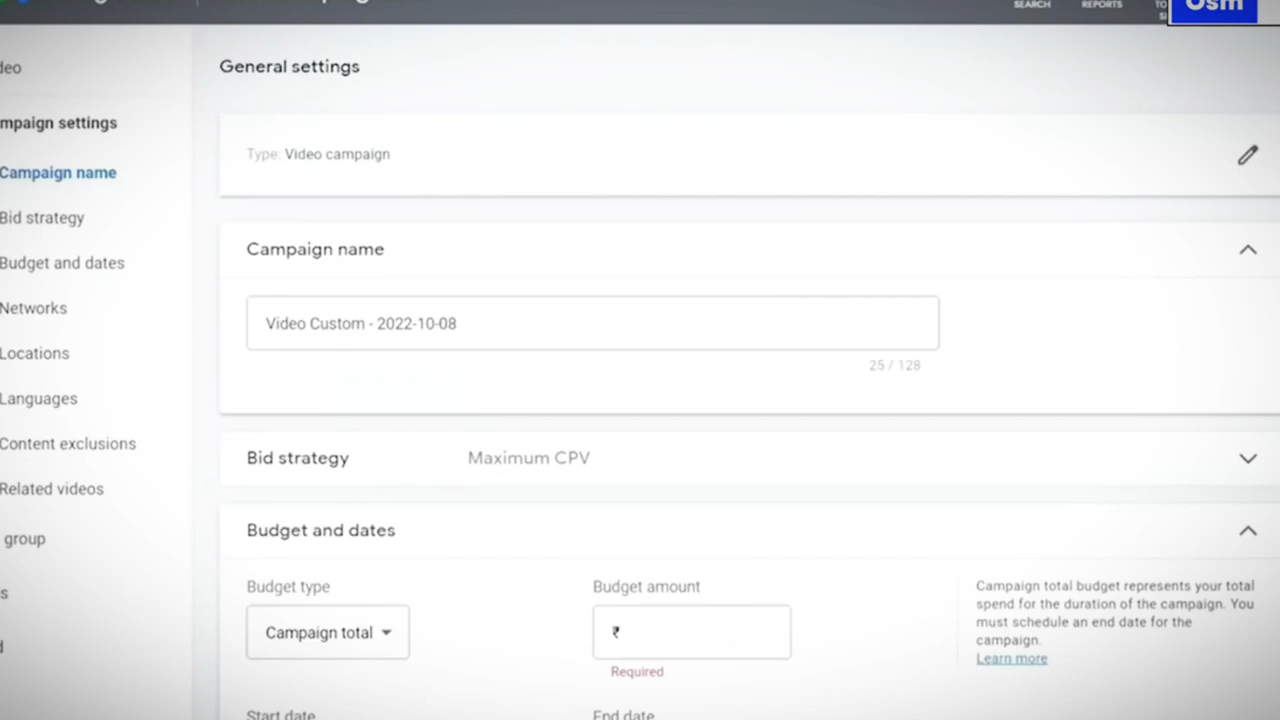 SEARCH
REPORTS
Osm
General settings
mpaign settings
Type: Video campaign
Campaign name
Bid strategy
Budget and dates
Networks
Locations
Languages
Content exclusions
Related videos
group
Campaign name
Video Custom - 2022-10-08
25 / 128
Bid strategy
Maximum CPV
Budget and dates
Budget type
Budget amount
Campaign total
₹
Required
Campaign total budget represents your total
spend for the duration of the campaign. You
must schedule an end date for the
campaign.
Learn more
Start date
End date